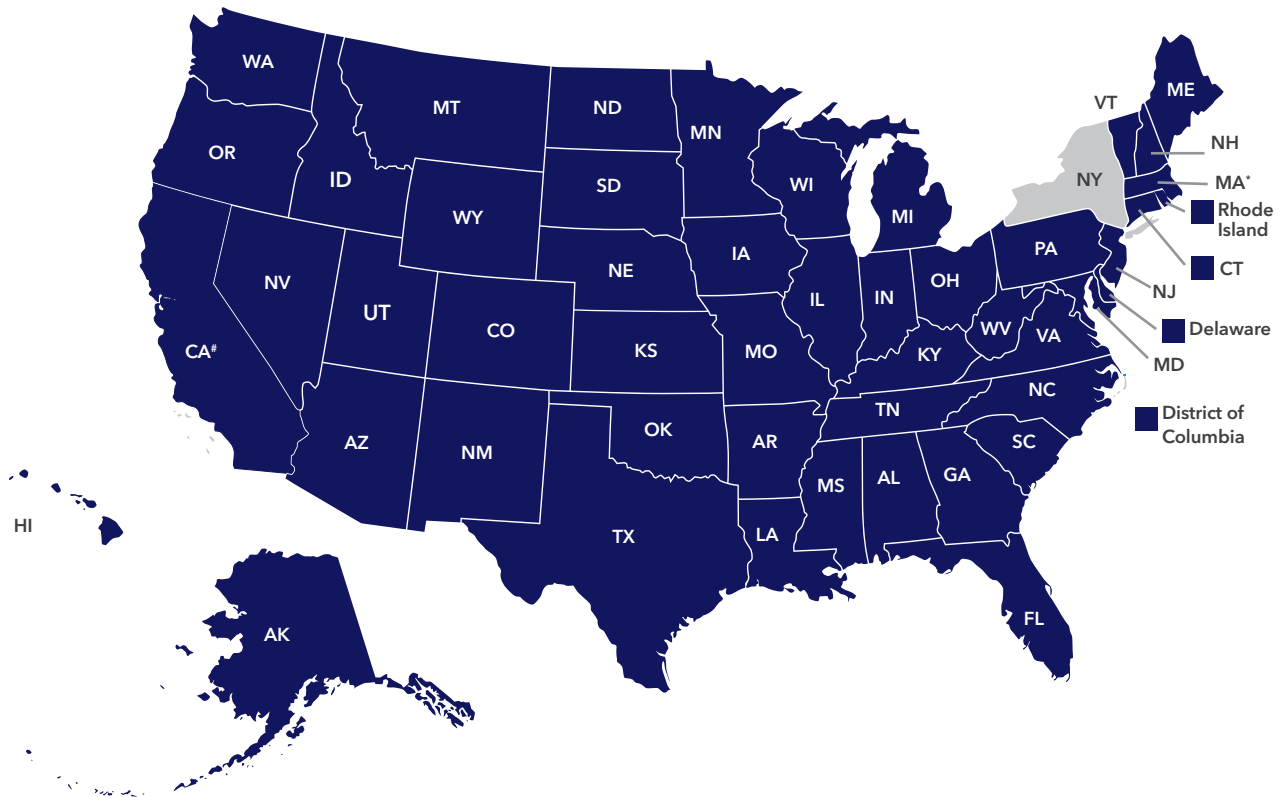 WA
MT
ND
MN
VT
ME
OR
ID
SD
WI
NY
NH
MA*
WY
MI
Rhode
Island
IA
NE
PA
CT
NV
UT
CO
IL
IN
OH
NJ
CA#
KS
MO
KY
WV
VA
Delaware
MD
AZ
NM
OK
AR
TN
NC
SC
District of
Columbia
MS
AL
GA
HI
TX
LA
AK
FL